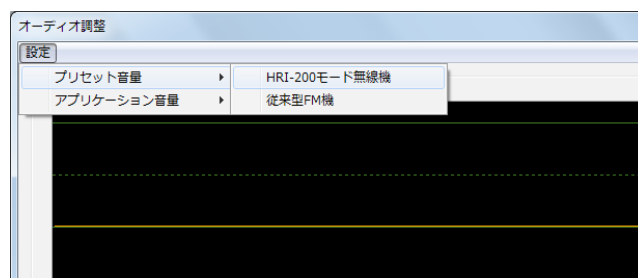 オーディオ調整
設定
プリセット音量
HRI-200モード無線機
アプリケーション音量
従来型FM機